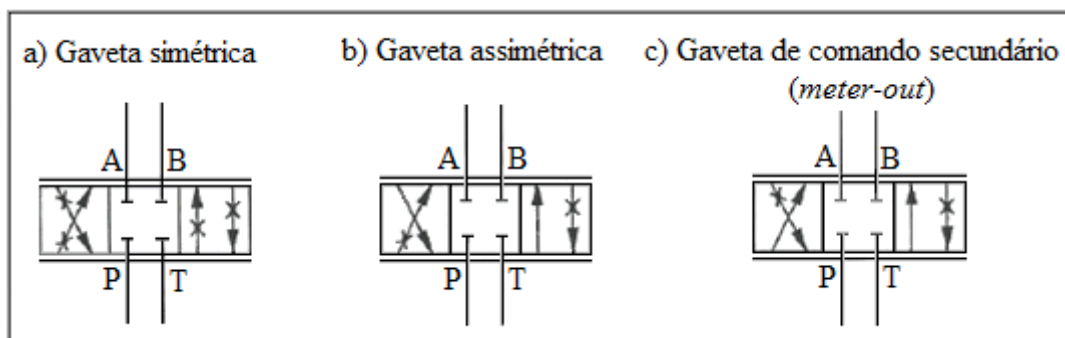 a) Gaveta simétrica
b) Gaveta assimétrica
c) Gaveta de comando secundário
(meter-out)
A B
P T
A B
P T
A B
P T